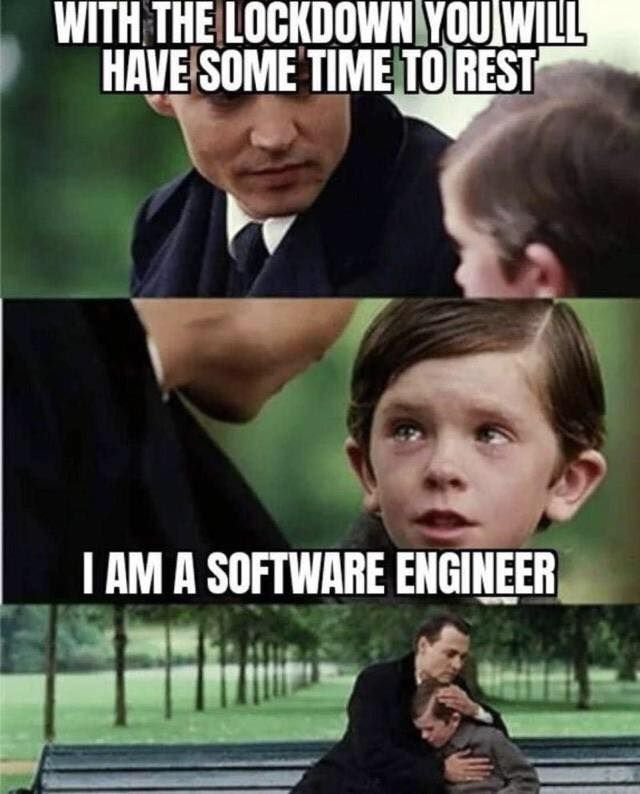 WITH THE LOCKDOWN YOU WILL
HAVE SOME TIME TO REST
I AM A SOFTWARE ENGINEER